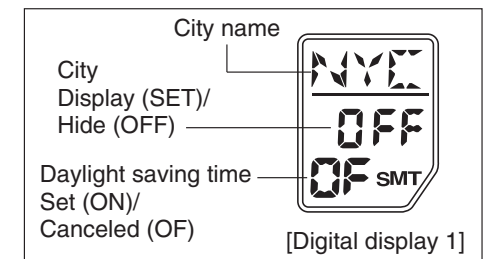 City name
NYC
City
Display (SET)/
Hide (OFF)
OFF
Daylight saving time
Set (ON)/
Canceled (OF)
OF SMT
[Digital display 1]